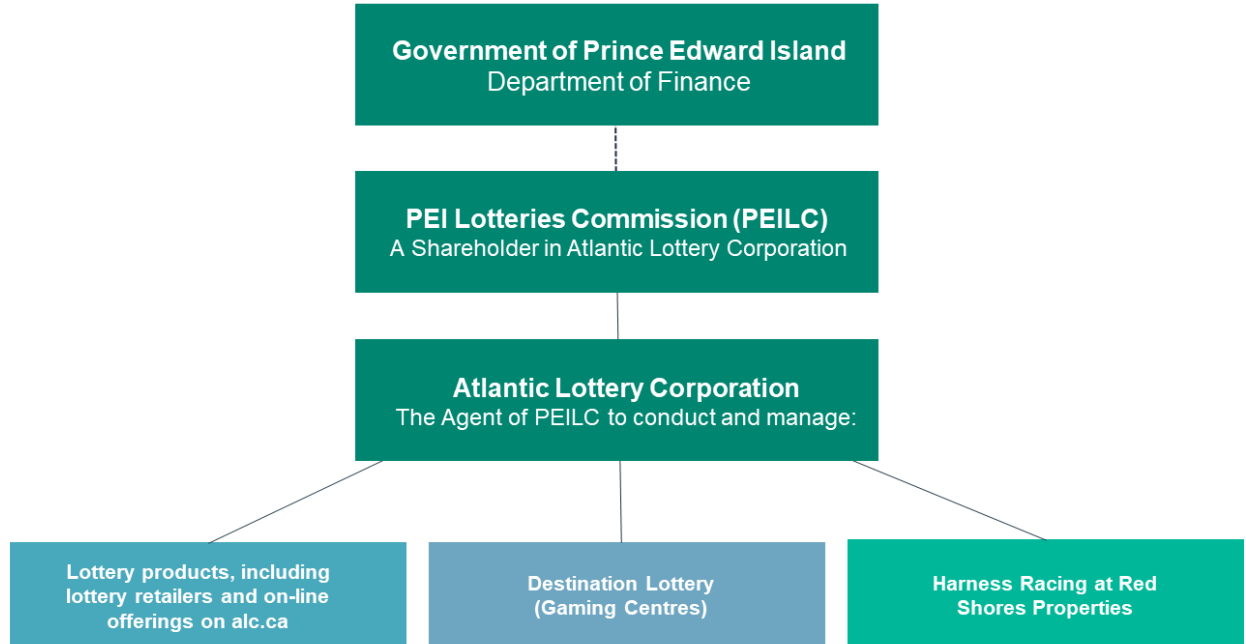 Government of Prince Edward Island
Department of Finance
PEI Lotteries Commission (PEILC)
A Shareholder in Atlantic Lottery Corporation
Atlantic Lottery Corporation
The Agent of PEILC to conduct and manage:
Lottery products, including
lottery retailers and on-line
offerings on alc.ca
Destination Lottery
(Gaming Centres)
Harness Racing at Red
Shores Properties